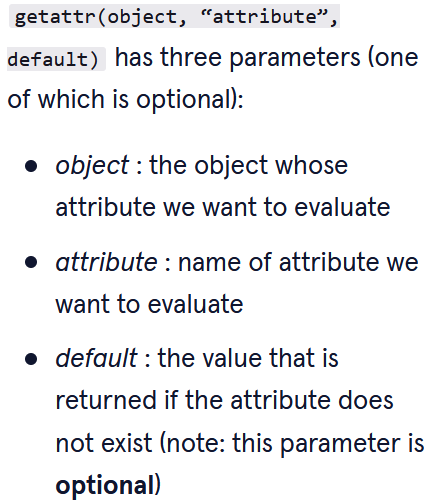 getattr(object, “attribute”,
default) has three parameters (one
of which is optional):
• object : the object whose
attribute we want to evaluate
• attribute : name of attribute we
want to evaluate
• default : the value that is
returned if the attribute does
not exist (note: this parameter is
optional)